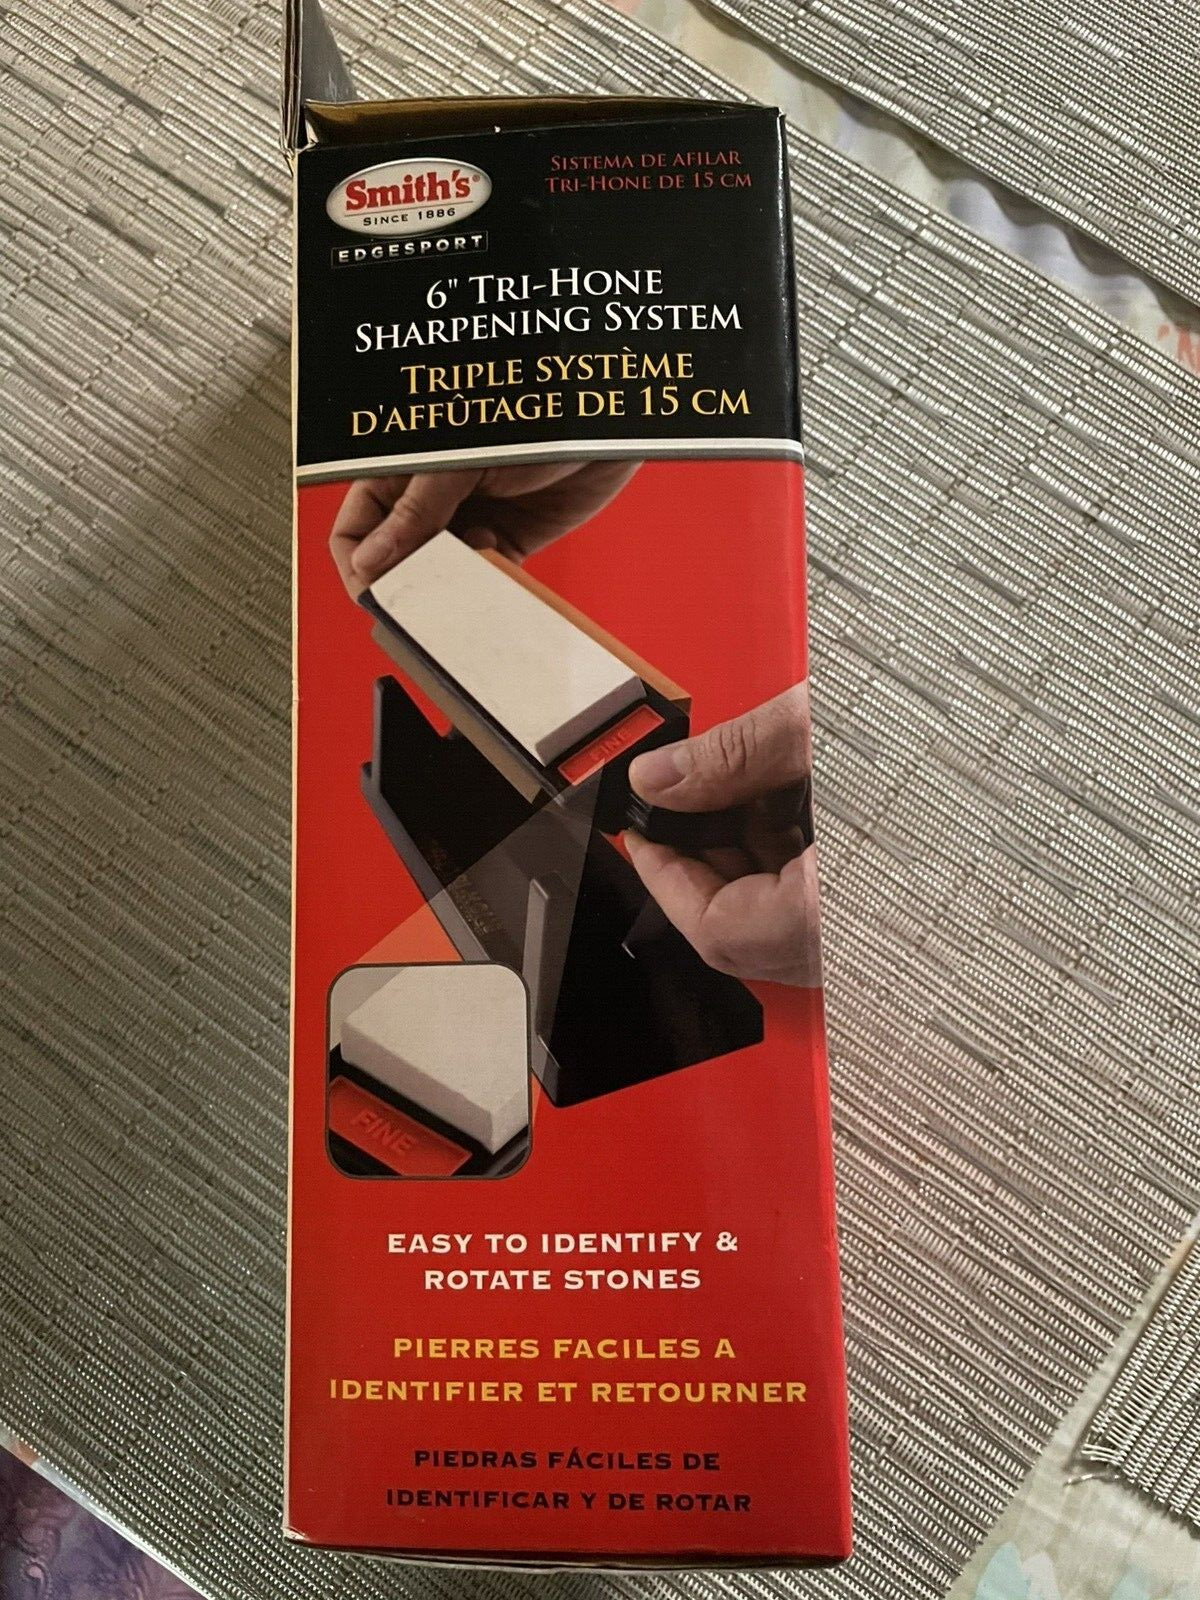 Smith's®
SINCE 1886
EDGESPORT
SISTEMA DE AFILAR
TRI-HONE DE 15 CM
6" TRI-HONE
SHARPENING SYSTEM
TRIPLE SYSTÈME
D'AFFÛTAGE DE 15 CM
FINE
FINE
EASY TO IDENTIFY &
ROTATE STONES
PIERRES FACILES A
IDENTIFIER ET RETOURNER
PIEDRAS FÁCILES DE
IDENTIFICAR Y DE ROTAR